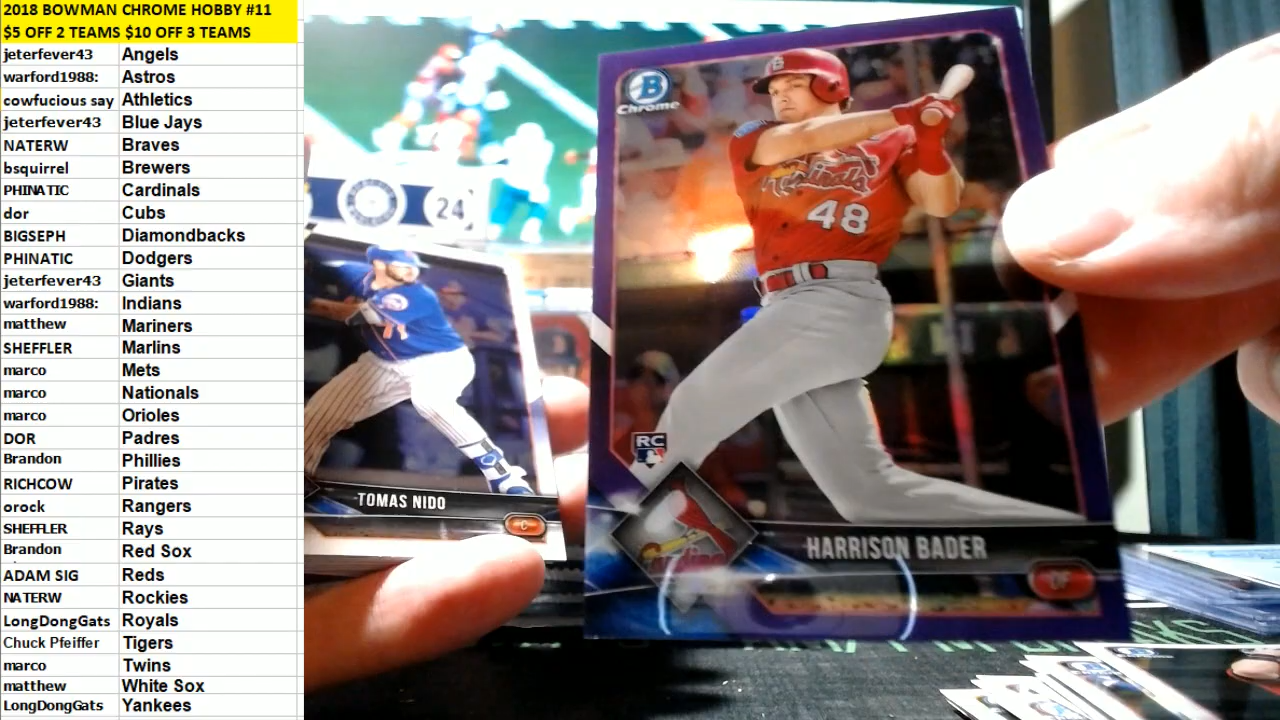 2018 BOWMAN CHROME HOBBY #11
$5 OFF 2 TEAMS $10 OFF 3 TEAMS
jeterfever43 Angels
warford1988: Astros
cowfucious say Athletics
jeterfever43 Blue Jays
NATERW Braves
bsquirrel Brewers
PHINATIC Cardinals
dor Cubs
BIGSEPH Diamondbacks
PHINATIC Dodgers
jeterfever43 Giants
warford1988: Indians
matthew Mariners
SHEFFLER Marlins
marco Mets
marco Nationals
marco Orioles
DOR Padres
Brandon Phillies
RICHCOW Pirates
orock Rangers
SHEFFLER Rays
Brandon Red Sox
ADAM SIG Reds
NATERW Rockies
LongDongGats Royals
Chuck Pfeiffer Tigers
marco Twins
matthew White Sox
LongDongGats Yankees
24
TOMAS NIDO
C
B
Chrome
Cardinals
48
RC
HARRISON BADER
CF